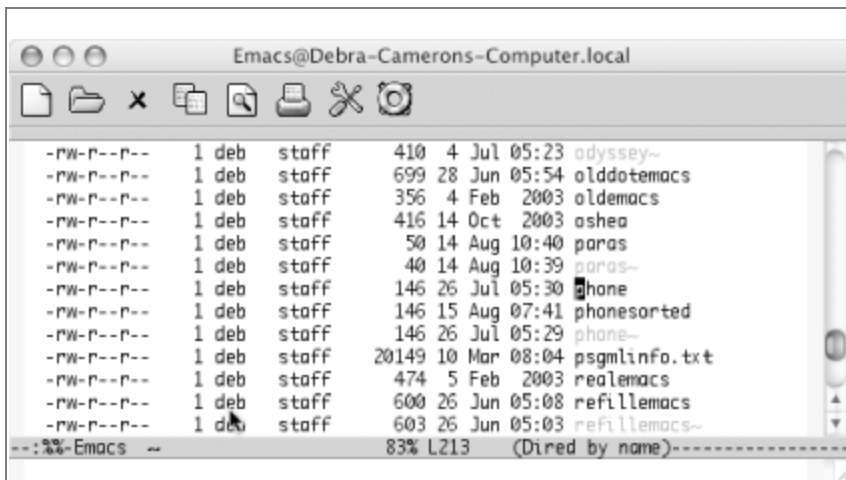 Emacs@Debra-Camerons-Computer.local
-rw-r--r-- 1 deb staff 410 4 Jul 05:23 odyssey~
-rw-r--r-- 1 deb staff 699 28 Jun 05:54 olddotemacs
-rw-r--r-- 1 deb staff 356 4 Feb 2003 oldemacs
-rw-r--r-- 1 deb staff 416 14 Oct 2003 oshea
-rw-r--r-- 1 deb staff 50 14 Aug 10:40 paras
-rw-r--r-- 1 deb staff 40 14 Aug 10:39 paras~
-rw-r--r-- 1 deb staff 146 26 Jul 05:30 phone
-rw-r--r-- 1 deb staff 146 15 Aug 07:41 phonesorted
-rw-r--r-- 1 deb staff 146 26 Jul 05:29 phone~
-rw-r--r-- 1 deb staff 20149 10 Mar 08:04 psgmlinfo.txt
-rw-r--r-- 1 deb staff 474 5 Feb 2003 realemacs
-rw-r--r-- 1 deb staff 600 26 Jun 05:08 refillemacs
-rw-r--r-- 1 deb staff 603 26 Jun 05:03 refillemacs~
--:%%-Emacs ~ 83% L213 (Dired by name)-----------------